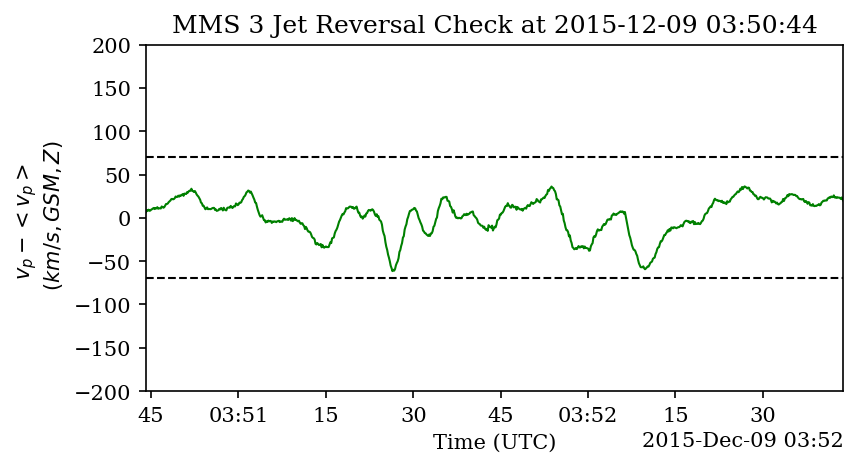 MMS 3 Jet Reversal Check at 2015-12-09 03:50:44
200
150
100
50
0
−50
−100
−150
−200
v_p − < v_p >
(km/s, GSM, Z)
45 03:51 15 30 45 03:52 15 30
Time (UTC)
2015-Dec-09 03:52